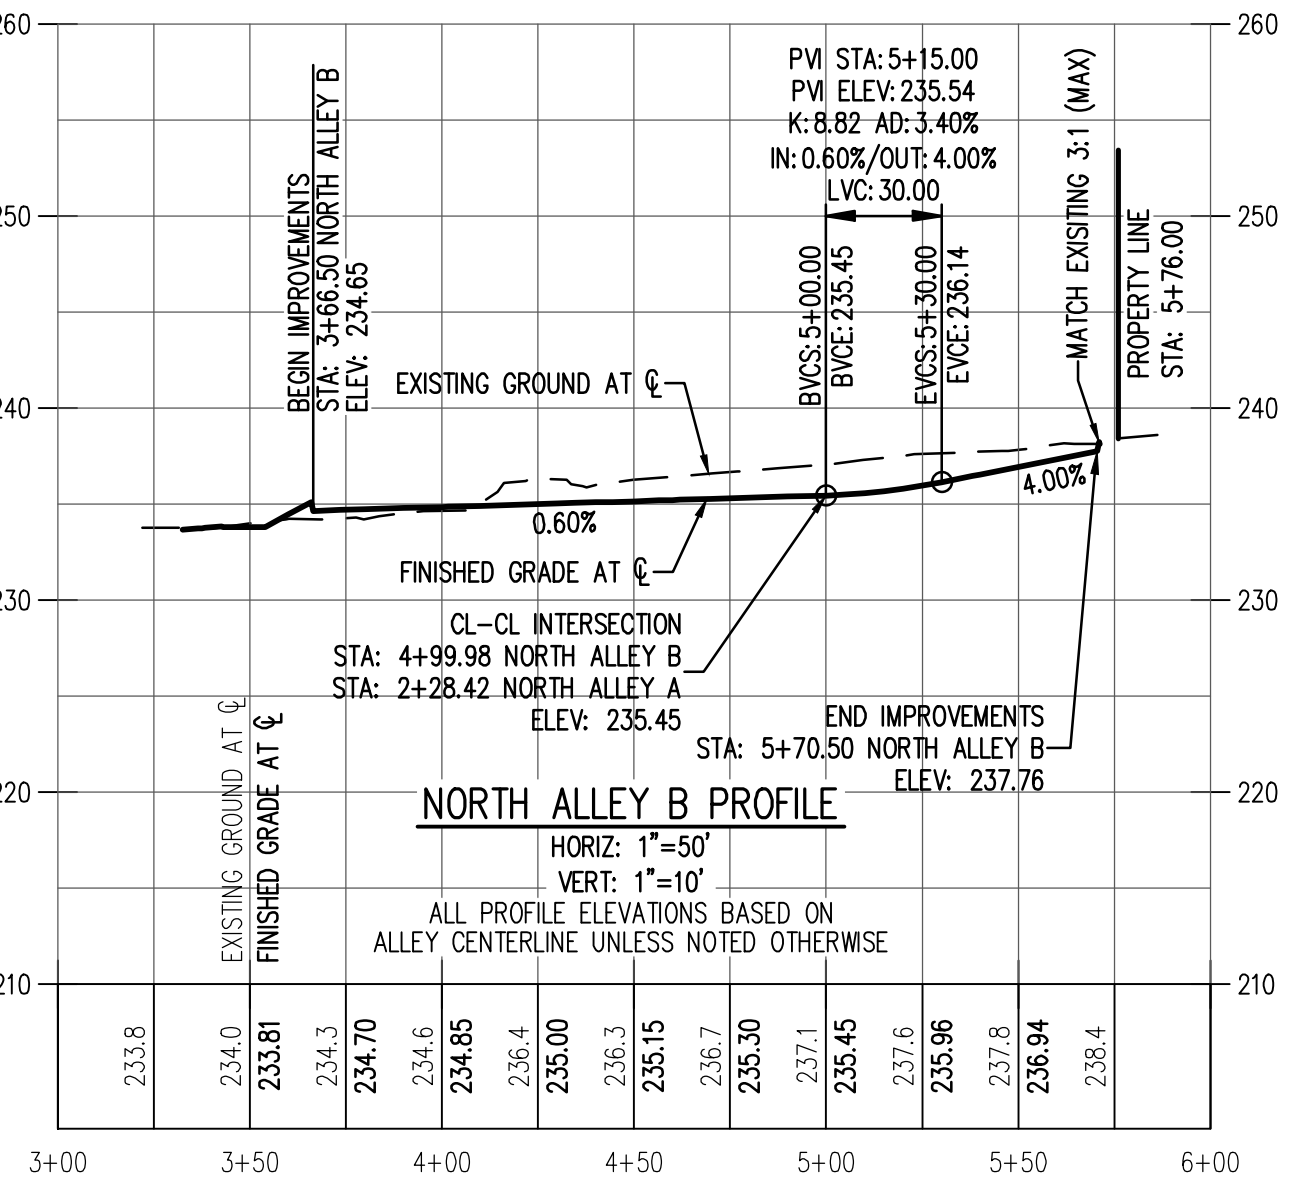 260
260
PVI STA: 5+15.00
PVI ELEV: 235.54
K: 8.82 AD: 3.40%
IN: 0.60%/OUT: 4.00%
LVC: 30.00
BEGIN IMPROVEMENTS
STA: 3+66.50 NORTH ALLEY B
ELEV: 234.65
BVCS: 5+00.00
BVCE: 235.45
EVCS: 5+30.00
EVCE: 236.14
MATCH EXISITING 3:1 (MAX)
PROPERTY LINE
STA: 5+76.00
250
250
EXISTING GROUND AT ℄
240
240
4.00%
0.60%
FINISHED GRADE AT ℄
230
230
CL-CL INTERSECTION
STA: 4+99.98 NORTH ALLEY B
STA: 2+28.42 NORTH ALLEY A
ELEV: 235.45
END IMPROVEMENTS
STA: 5+70.50 NORTH ALLEY B
ELEV: 237.76
220
220
EXISTING GROUND AT ℄
FINISHED GRADE AT ℄
NORTH ALLEY B PROFILE
HORIZ: 1"=50'
VERT: 1"=10'
ALL PROFILE ELEVATIONS BASED ON
ALLEY CENTERLINE UNLESS NOTED OTHERWISE
210
210
233.8
234.0
233.81
234.3
234.70
234.6
234.85
236.4
235.00
236.3
235.15
236.7
235.30
237.1
235.45
237.6
235.96
237.8
236.94
238.4
3+00
3+50
4+00
4+50
5+00
5+50
6+00